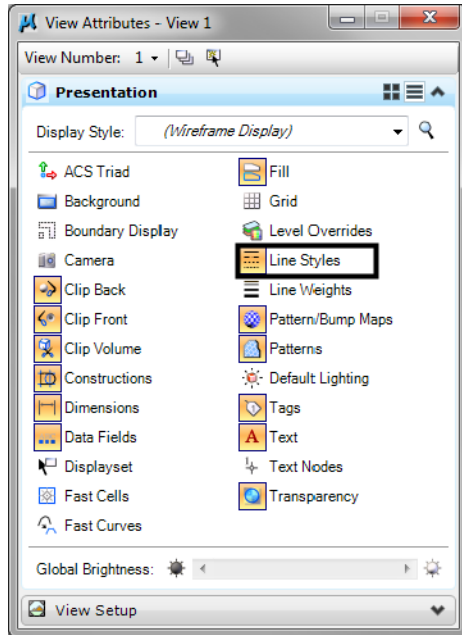 View Attributes - View 1
View Number: 1
Presentation
Display Style: (Wireframe Display)
ACS Triad
Background
Boundary Display
Camera
Clip Back
Clip Front
Clip Volume
Constructions
Dimensions
Data Fields
Displayset
Fast Cells
Fast Curves
Fill
Grid
Level Overrides
Line Styles
Line Weights
Pattern/Bump Maps
Patterns
Default Lighting
Tags
Text
Text Nodes
Transparency
Global Brightness:
View Setup